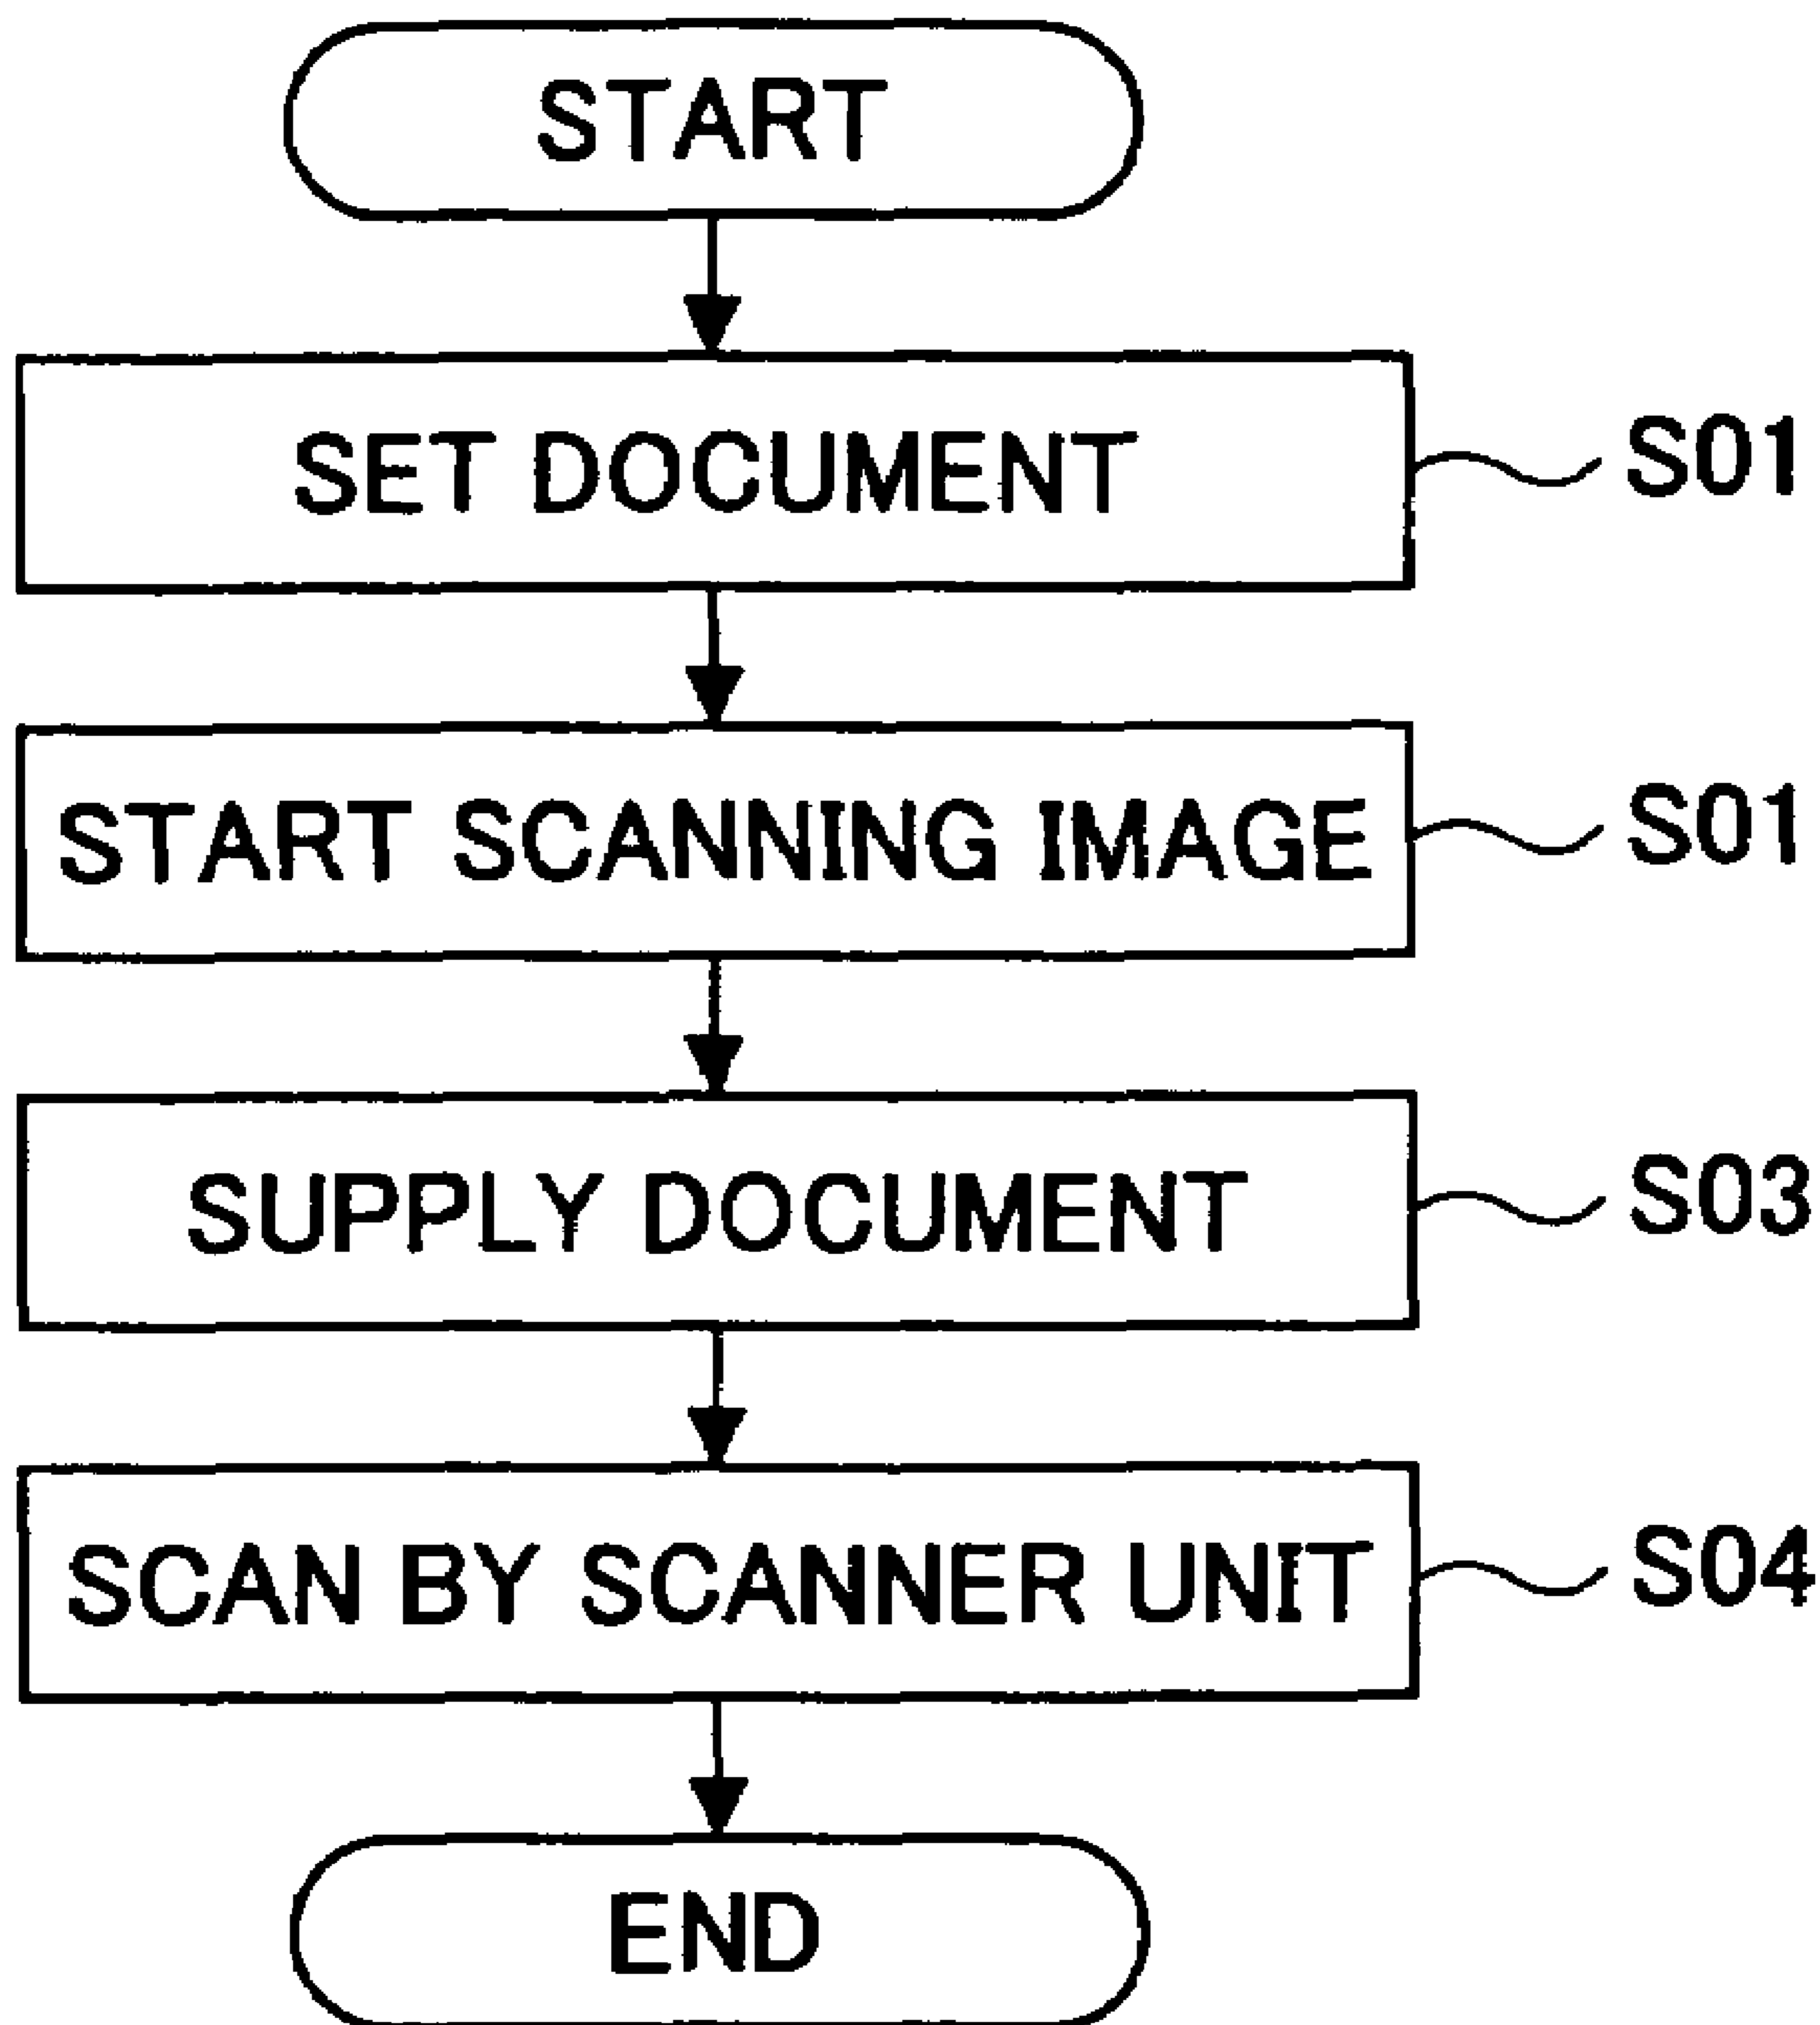 START
SET DOCUMENT S01
START SCANNING IMAGE S01
SUPPLY DOCUMENT S03
SCAN BY SCANNER UNIT S04
END